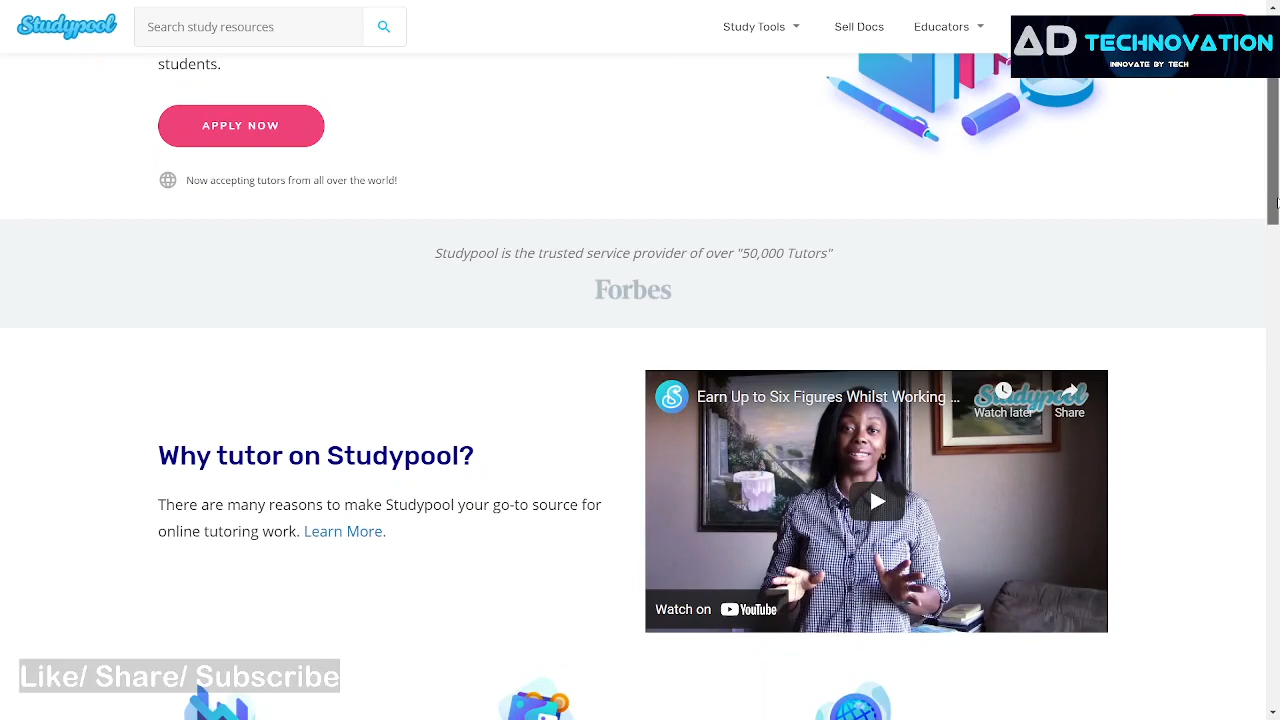 Studypool
Search study resources
Study Tools
Sell Docs
Educators
AD TECHNOVATION
INNOVATE BY TECH
students.
APPLY NOW
Now accepting tutors from all over the world!
Studypool is the trusted service provider of over "50,000 Tutors"
Forbes
Earn Up to Six Figures Whilst Working ...
Studypool
Watch later
Share
Why tutor on Studypool?
There are many reasons to make Studypool your go-to source for
online tutoring work. Learn More.
Watch on YouTube
Like/ Share/ Subscribe